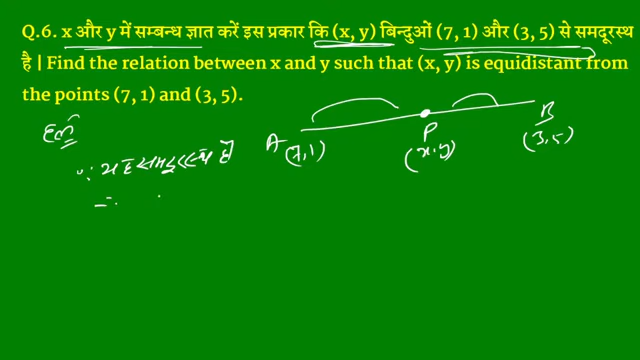 Q.6. x और y में सम्बन्ध ज्ञात करें इस प्रकार कि (x, y) बिन्दुओं (7, 1) और (3, 5) से समदूरस्थ
है | Find the relation between x and y such that (x, y) is equidistant from
the points (7, 1) and (3, 5).
हल
A P B
(7, 1) (x, y) (3, 5)
∵ है
∴